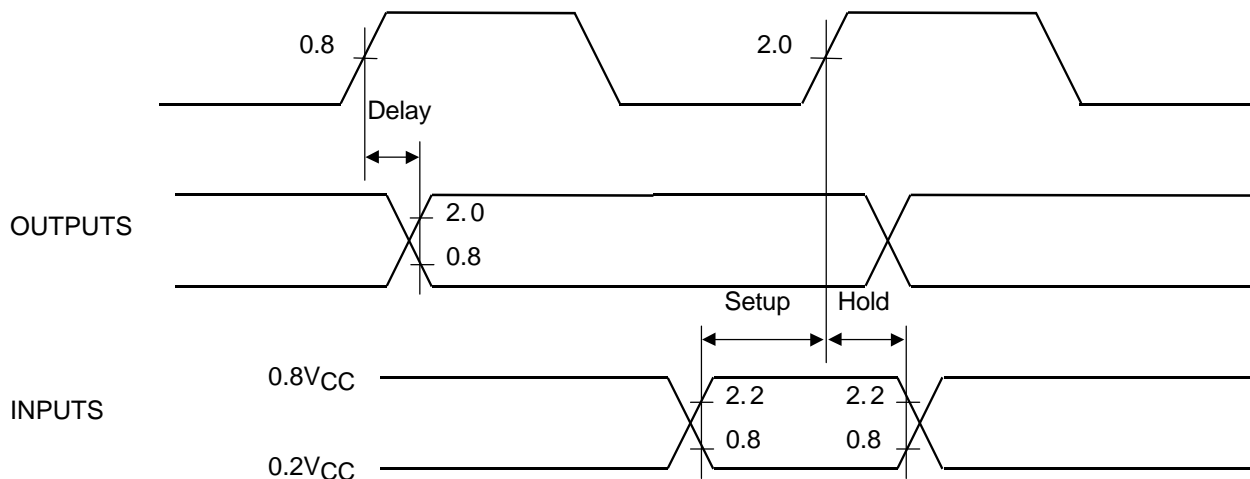 0.8
2.0
Delay
OUTPUTS
2.0
0.8
Setup
Hold
0.8VCC
INPUTS
2.2
2.2
0.8
0.8
0.2VCC